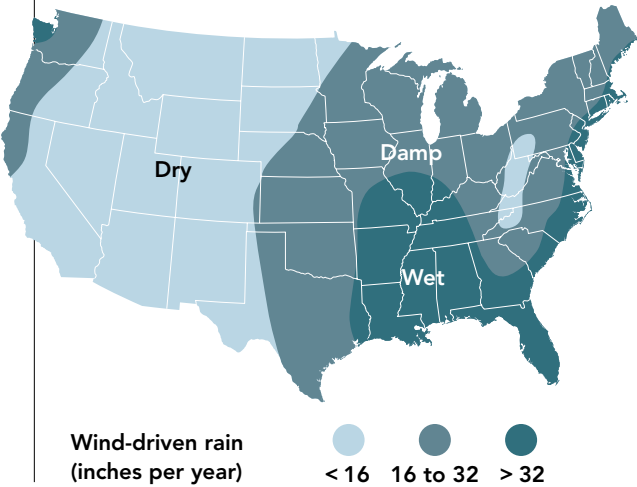 Damp
Dry
Wet
Wind-driven rain
(inches per year)
< 16 16 to 32 > 32